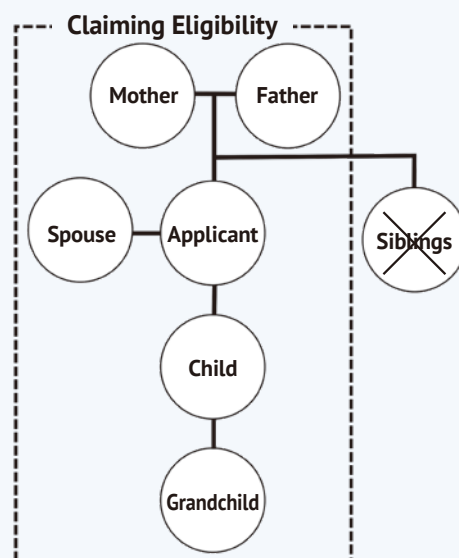 Claiming Eligibility
Mother
Father
Spouse
Applicant
Siblings
Child
Grandchild